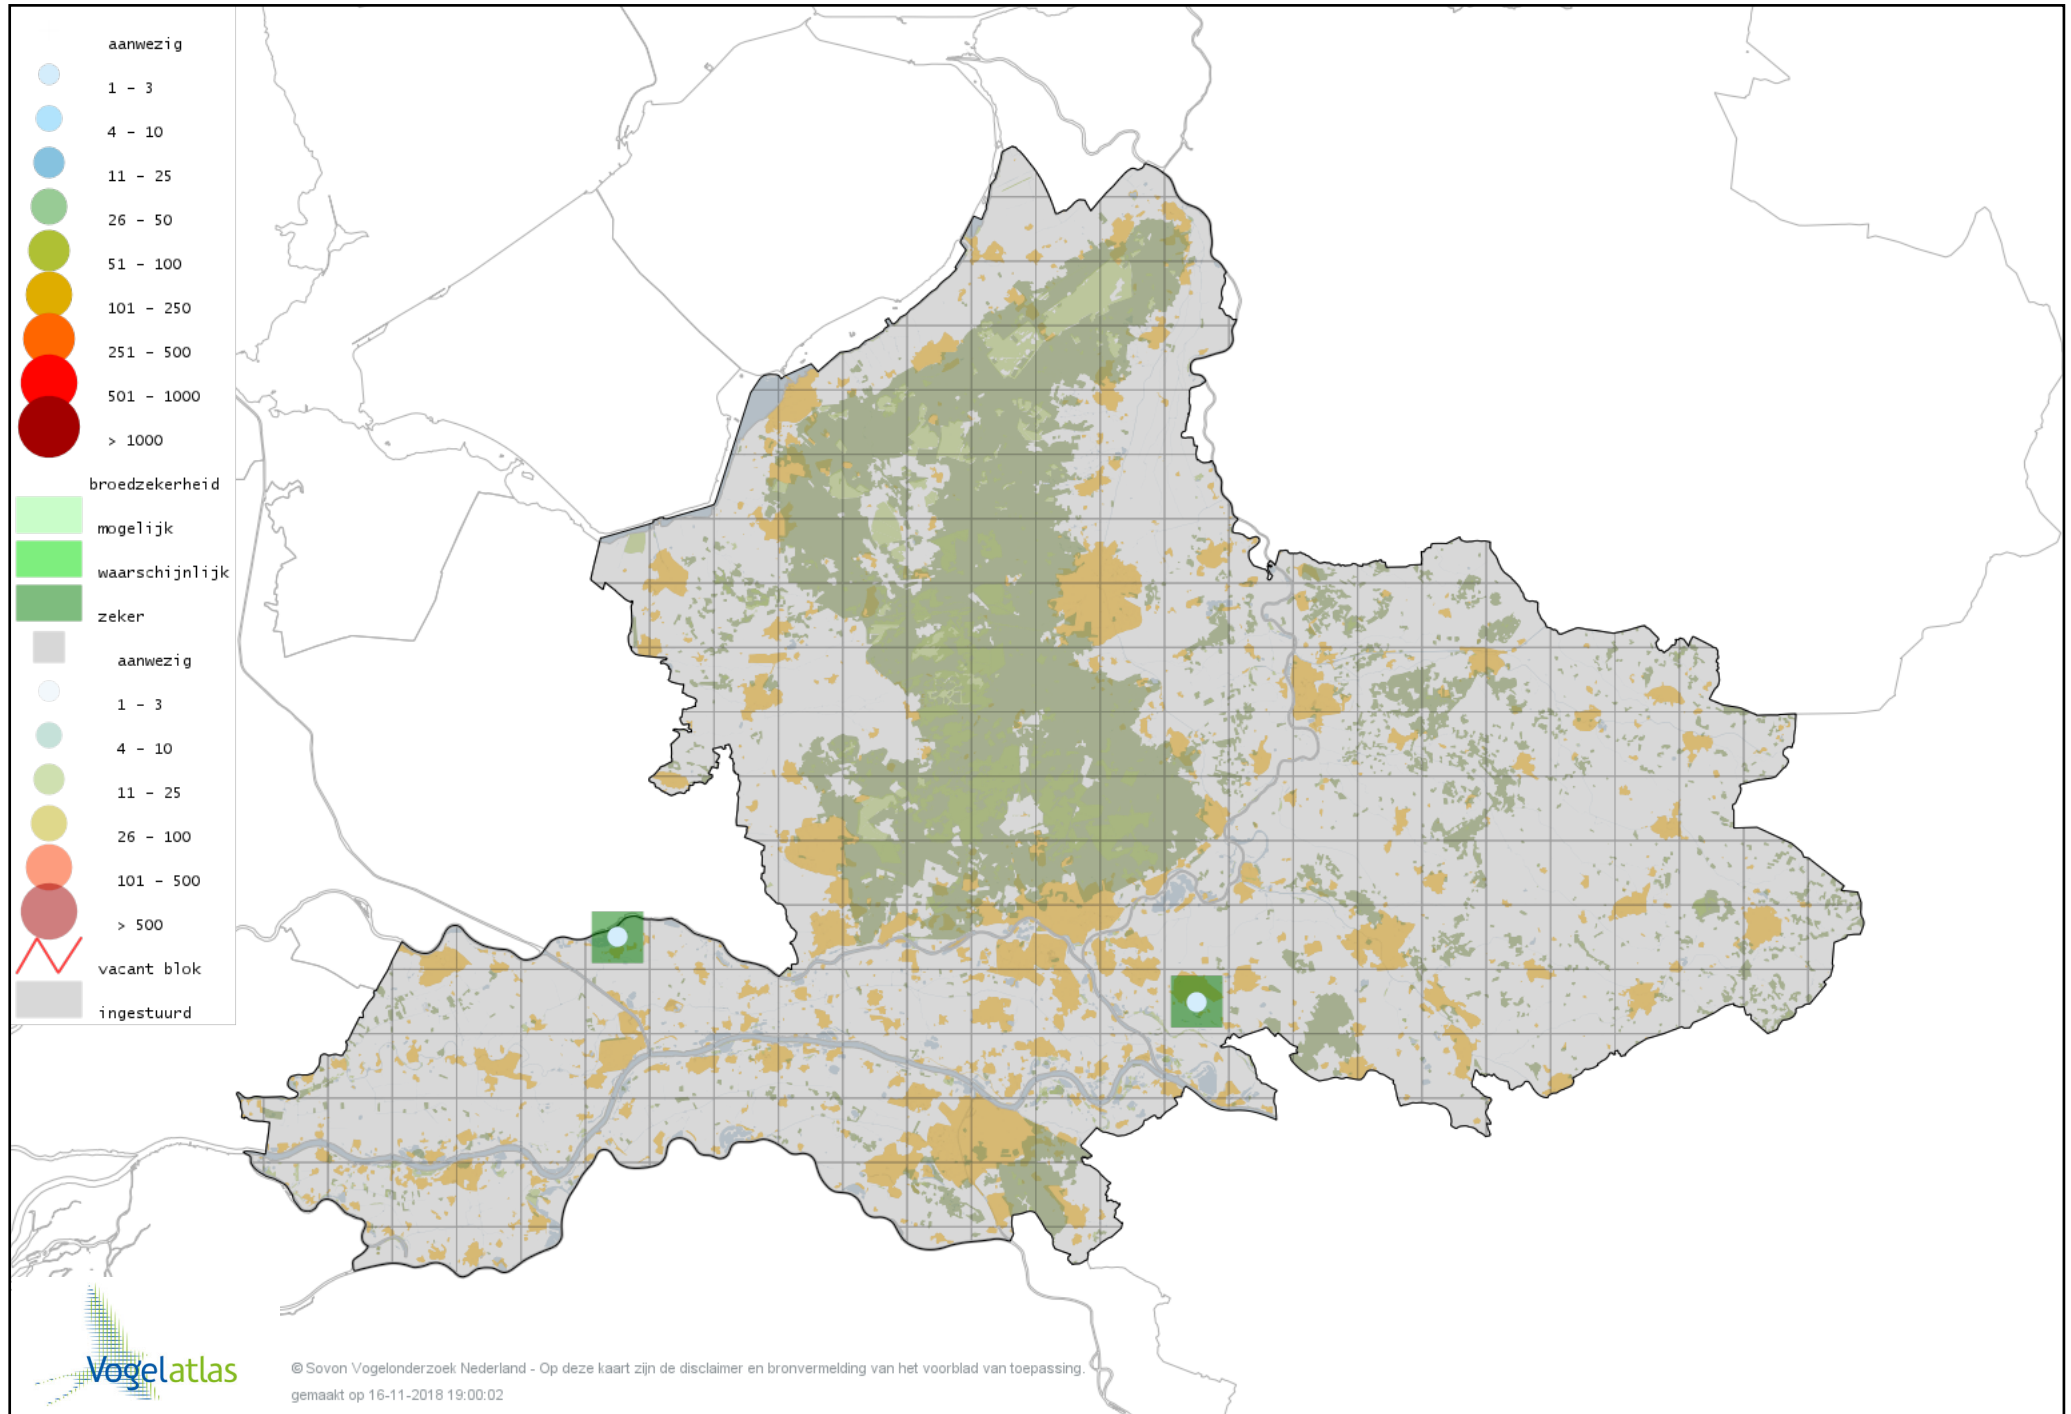 aanwezig
1 - 3
4 - 10
11 - 25
26 - 50
51 - 100
101 - 250
251 - 500
501 - 1000
> 1000
broedzekerheid
mogelijk
waarschijnlijk
zeker
aanwezig
1 - 3
4 - 10
11 - 25
26 - 100
101 - 500
> 500
vacant blok
ingestuurd
Vogelatlas
© Sovon Vogelonderzoek Nederland - Op deze kaart zijn de disclaimer en bronvermelding van het voorblad van toepassing.
gemaakt op 16-11-2018 19:00:02